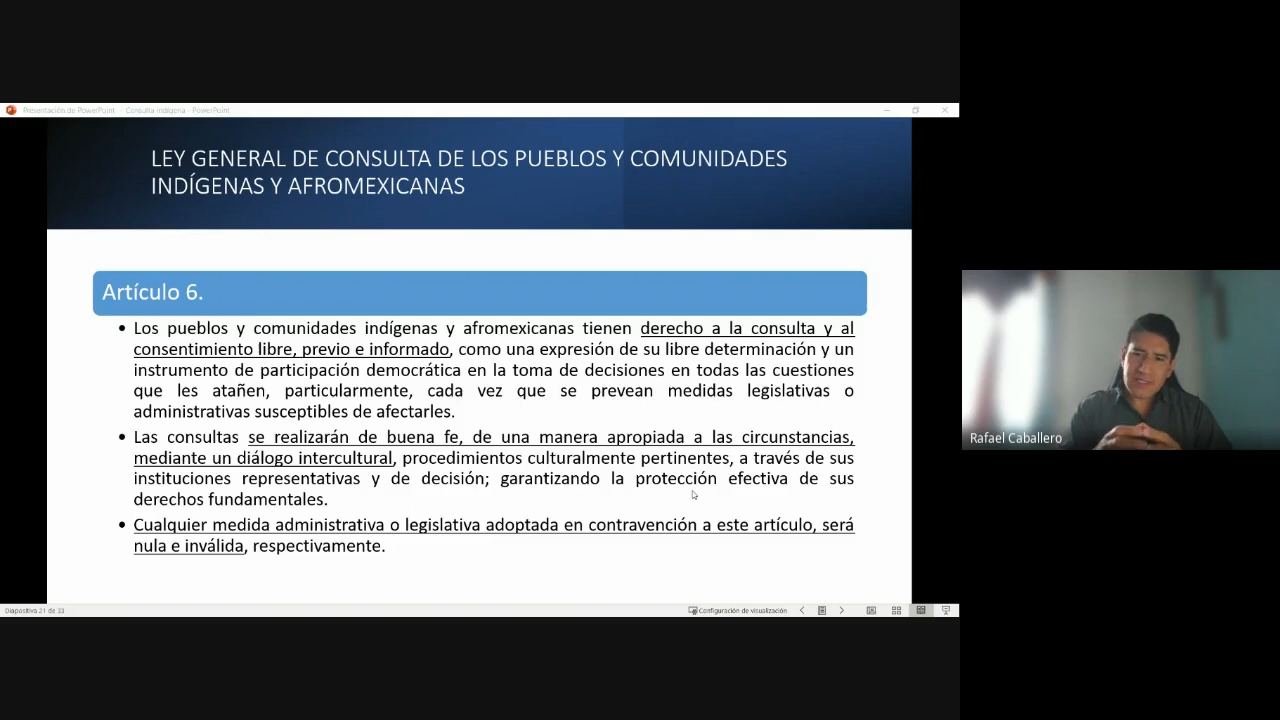 Presentación de PowerPoint - Consulta indígena - PowerPoint
LEY GENERAL DE CONSULTA DE LOS PUEBLOS Y COMUNIDADES
INDÍGENAS Y AFROMEXICANAS
Artículo 6.
• Los pueblos y comunidades indígenas y afromexicanas tienen derecho a la consulta y al
consentimiento libre, previo e informado, como una expresión de su libre determinación y un
instrumento de participación democrática en la toma de decisiones en todas las cuestiones
que les atañen, particularmente, cada vez que se prevean medidas legislativas o
administrativas susceptibles de afectarles.
• Las consultas se realizarán de buena fe, de una manera apropiada a las circunstancias,
mediante un diálogo intercultural, procedimientos culturalmente pertinentes, a través de sus
instituciones representativas y de decisión; garantizando la protección efectiva de sus
derechos fundamentales.
• Cualquier medida administrativa o legislativa adoptada en contravención a este artículo, será
nula e inválida, respectivamente.
Diapositiva 21 de 33
Configuración de visualización
Rafael Caballero